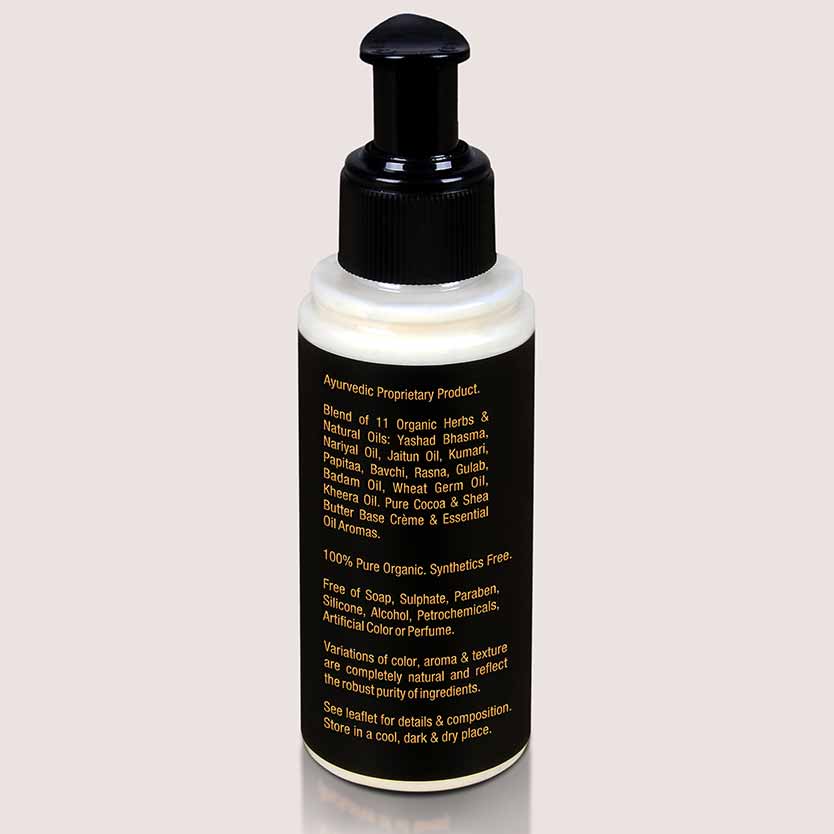 Ayurvedic Proprietary Product.
Blend of 11 Organic Herbs &
Natural Oils: Yashad Bhasma,
Nariyal Oil, Jaitun Oil, Kumari,
Papitaa, Bavchi, Rasna, Gulab,
Badam Oil, Wheat Germ Oil,
Kheera Oil. Pure Cocoa & Shea
Butter Base Crème & Essential
Oil Aromas.
100% Pure Organic. Synthetics Free.
Free of Soap, Sulphate, Paraben,
Silicone, Alcohol, Petrochemicals,
Artificial Color or Perfume.
Variations of color, aroma & texture
are completely natural and reflect
the robust purity of ingredients.
See leaflet for details & composition.
Store in a cool, dark & dry place.